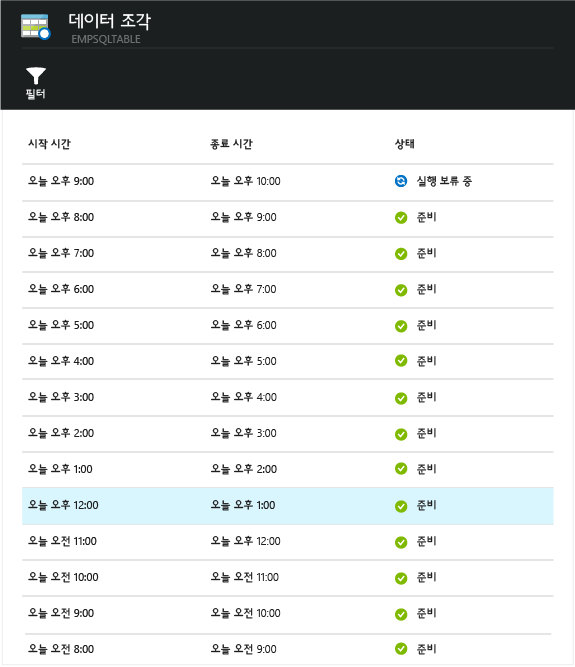 데이터 조각
EMPSQLTABLE
필터
시작 시간 종료 시간 상태
오늘 오후 9:00 오늘 오후 10:00 실행 보류 중
오늘 오후 8:00 오늘 오후 9:00 준비
오늘 오후 7:00 오늘 오후 8:00 준비
오늘 오후 6:00 오늘 오후 7:00 준비
오늘 오후 5:00 오늘 오후 6:00 준비
오늘 오후 4:00 오늘 오후 5:00 준비
오늘 오후 3:00 오늘 오후 4:00 준비
오늘 오후 2:00 오늘 오후 3:00 준비
오늘 오후 1:00 오늘 오후 2:00 준비
오늘 오후 12:00 오늘 오후 1:00 준비
오늘 오전 11:00 오늘 오후 12:00 준비
오늘 오전 10:00 오늘 오전 11:00 준비
오늘 오전 9:00 오늘 오전 10:00 준비
오늘 오전 8:00 오늘 오전 9:00 준비